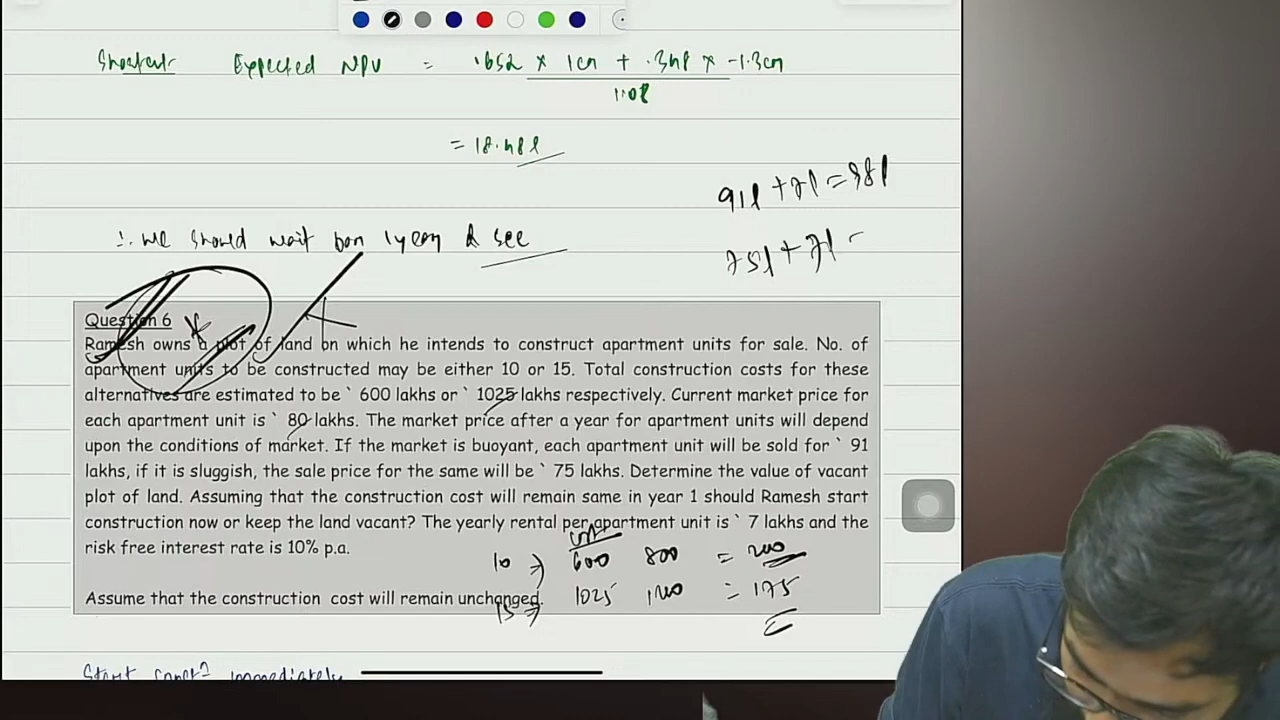 Shortcut Expected NPV = .652 × 1cr + .348 × -1.3cr
1.08
= 18.48l
91l + 7l = 98l
75l + 7l =
∴ we should wait for 1 year & see
Question 6
Ramesh owns a plot of land on which he intends to construct apartment units for sale. No. of
apartment units to be constructed may be either 10 or 15. Total construction costs for these
alternatives are estimated to be ` 600 lakhs or ` 1025 lakhs respectively. Current market price for
each apartment unit is ` 80 lakhs. The market price after a year for apartment units will depend
upon the conditions of market. If the market is buoyant, each apartment unit will be sold for ` 91
lakhs, if it is sluggish, the sale price for the same will be ` 75 lakhs. Determine the value of vacant
plot of land. Assuming that the construction cost will remain same in year 1 should Ramesh start
construction now or keep the land vacant? The yearly rental per apartment unit is ` 7 lakhs and the
risk free interest rate is 10% p.a.
10 → 600 800 = 200
Assume that the construction cost will remain unchanged.
15 → 1025 1200 = 175
Start const? immediately